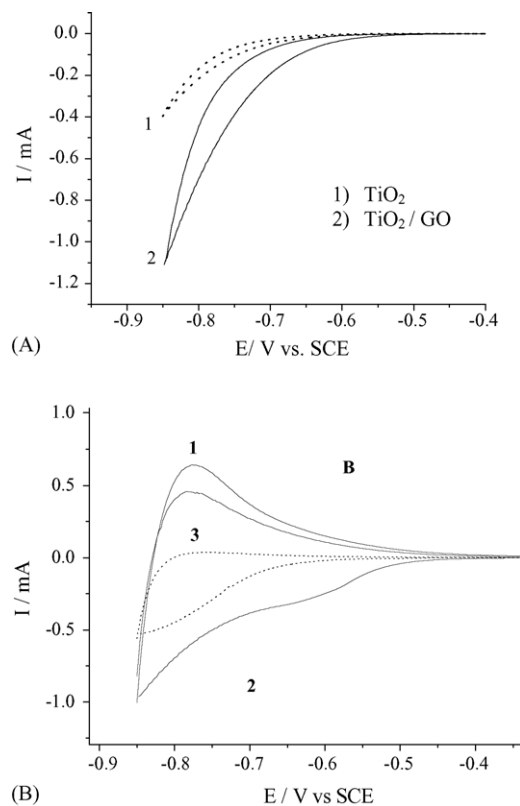 0.0
-0.2
-0.4
-0.6
-0.8
-1.0
-1.2
I / mA
1
2
1) TiO₂
2) TiO₂ / GO
-0.9 -0.8 -0.7 -0.6 -0.5 -0.4
(A)
E/ V vs. SCE
1.0
0.5
0.0
-0.5
-1.0
I / mA
1
B
3
2
-0.9 -0.8 -0.7 -0.6 -0.5 -0.4
(B)
E / V vs SCE